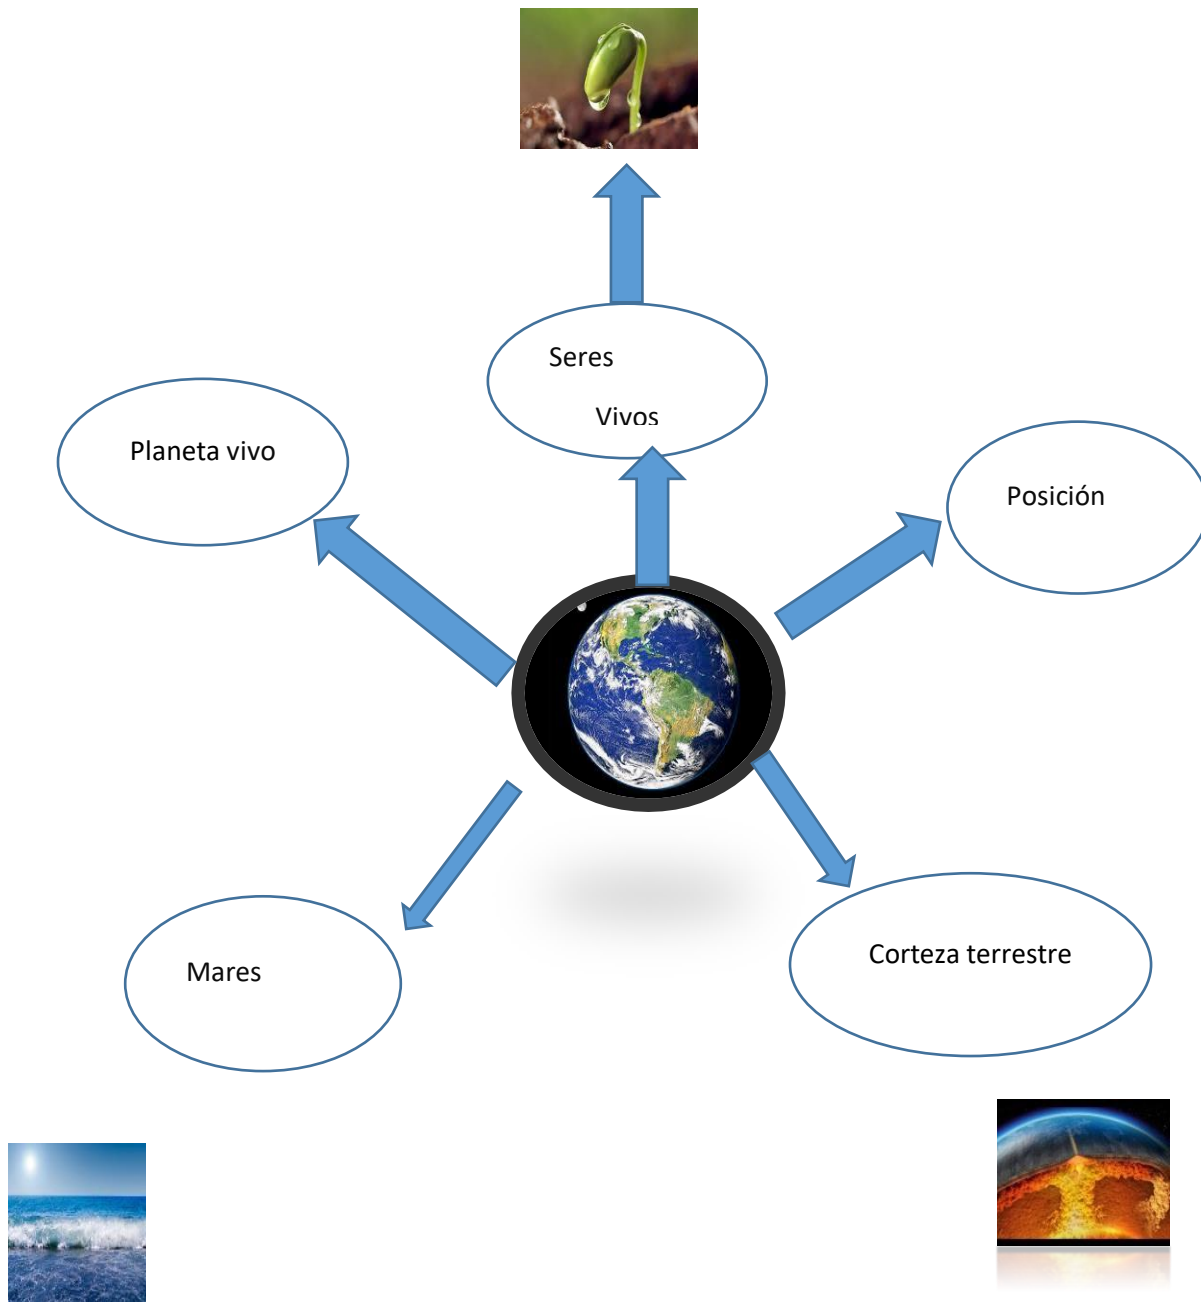 Seres
Vivos
Planeta vivo
Posición
Mares
Corteza terrestre